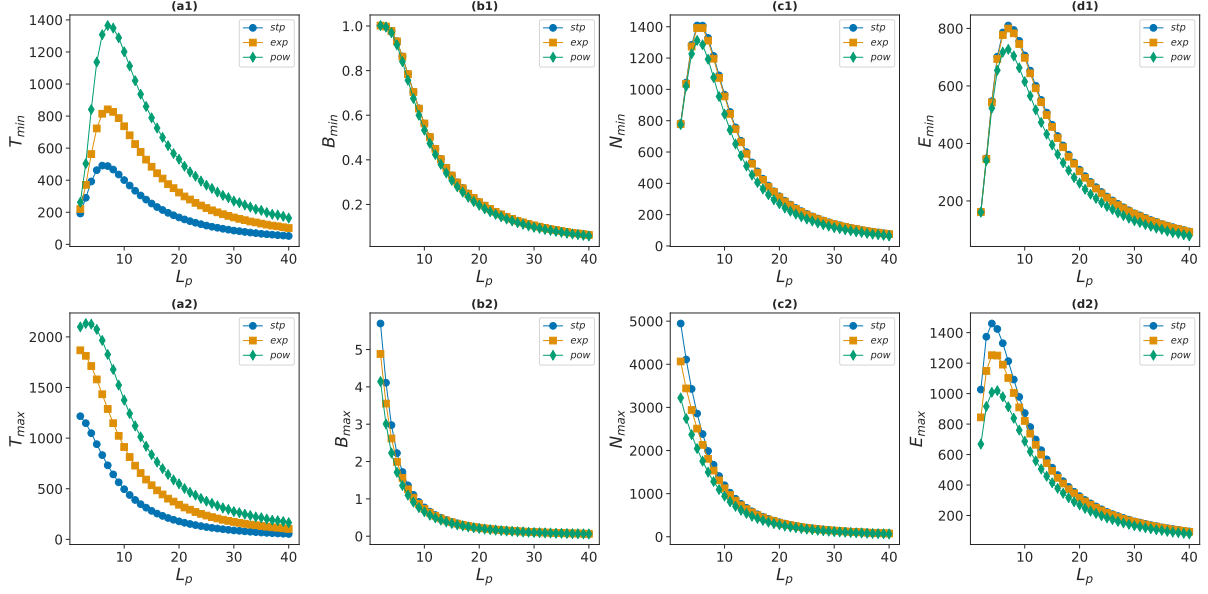 (a1)
1400
1200
1000
800
600
400
200
0
T_min
10 20 30 40
L_p
stp
exp
pow
(b1)
1.0
0.8
0.6
0.4
0.2
B_min
10 20 30 40
L_p
stp
exp
pow
(c1)
1400
1200
1000
800
600
400
200
0
N_min
10 20 30 40
L_p
stp
exp
pow
(d1)
800
600
400
200
E_min
10 20 30 40
L_p
stp
exp
pow
(a2)
2000
1500
1000
500
0
T_max
10 20 30 40
L_p
stp
exp
pow
(b2)
5
4
3
2
1
0
B_max
10 20 30 40
L_p
stp
exp
pow
(c2)
5000
4000
3000
2000
1000
0
N_max
10 20 30 40
L_p
stp
exp
pow
(d2)
1400
1200
1000
800
600
400
200
E_max
10 20 30 40
L_p
stp
exp
pow